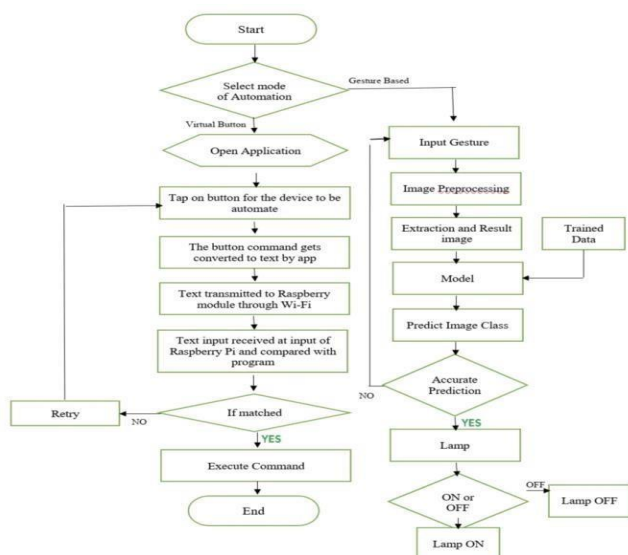 Start
Select mode
of Automation
Gesture Based
Virtual Button
Open Application
Tap on button for the device to be
automate
The button command gets
converted to text by app
Text transmitted to Raspberry
module through Wi-Fi
Text input received at input of
Raspberry Pi and compared with
program
If matched
NO
Retry
YES
Execute Command
End
Input Gesture
Image Preprocessing
Extraction and Result
image
Trained
Data
Model
Predict Image Class
Accurate
Prediction
NO
YES
Lamp
ON or
OFF
OFF
Lamp OFF
Lamp ON